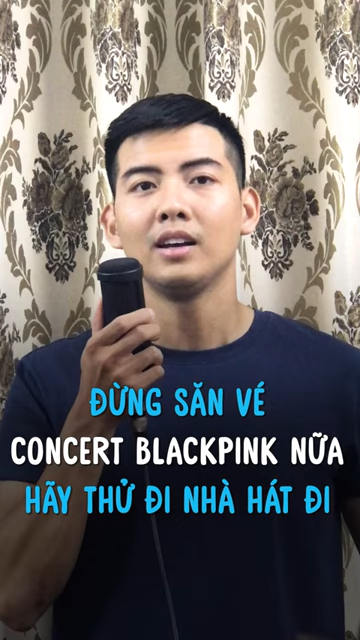 ĐỪNG SĂN VÉ
CONCERT BLACKPINK NỮA
HÃY THỬ ĐI NHÀ HÁT ĐI